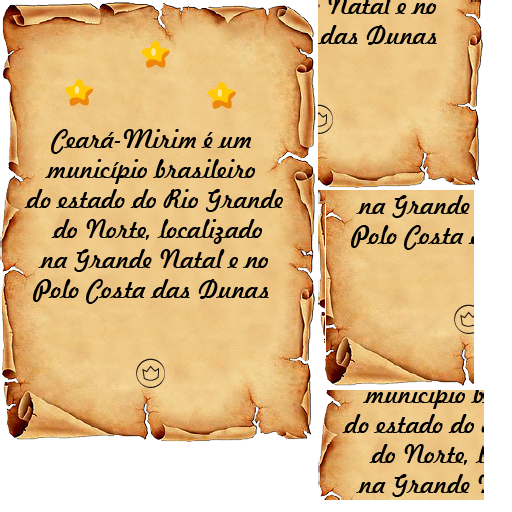 Ceará-Mirim é um
município brasileiro
do estado do Rio Grande
do Norte, localizado
na Grande Natal e no
Polo Costa das Dunas
Natal e no
das Dunas
na Grande
Polo Costa
município b
do estado do
do Norte, l
na Grande